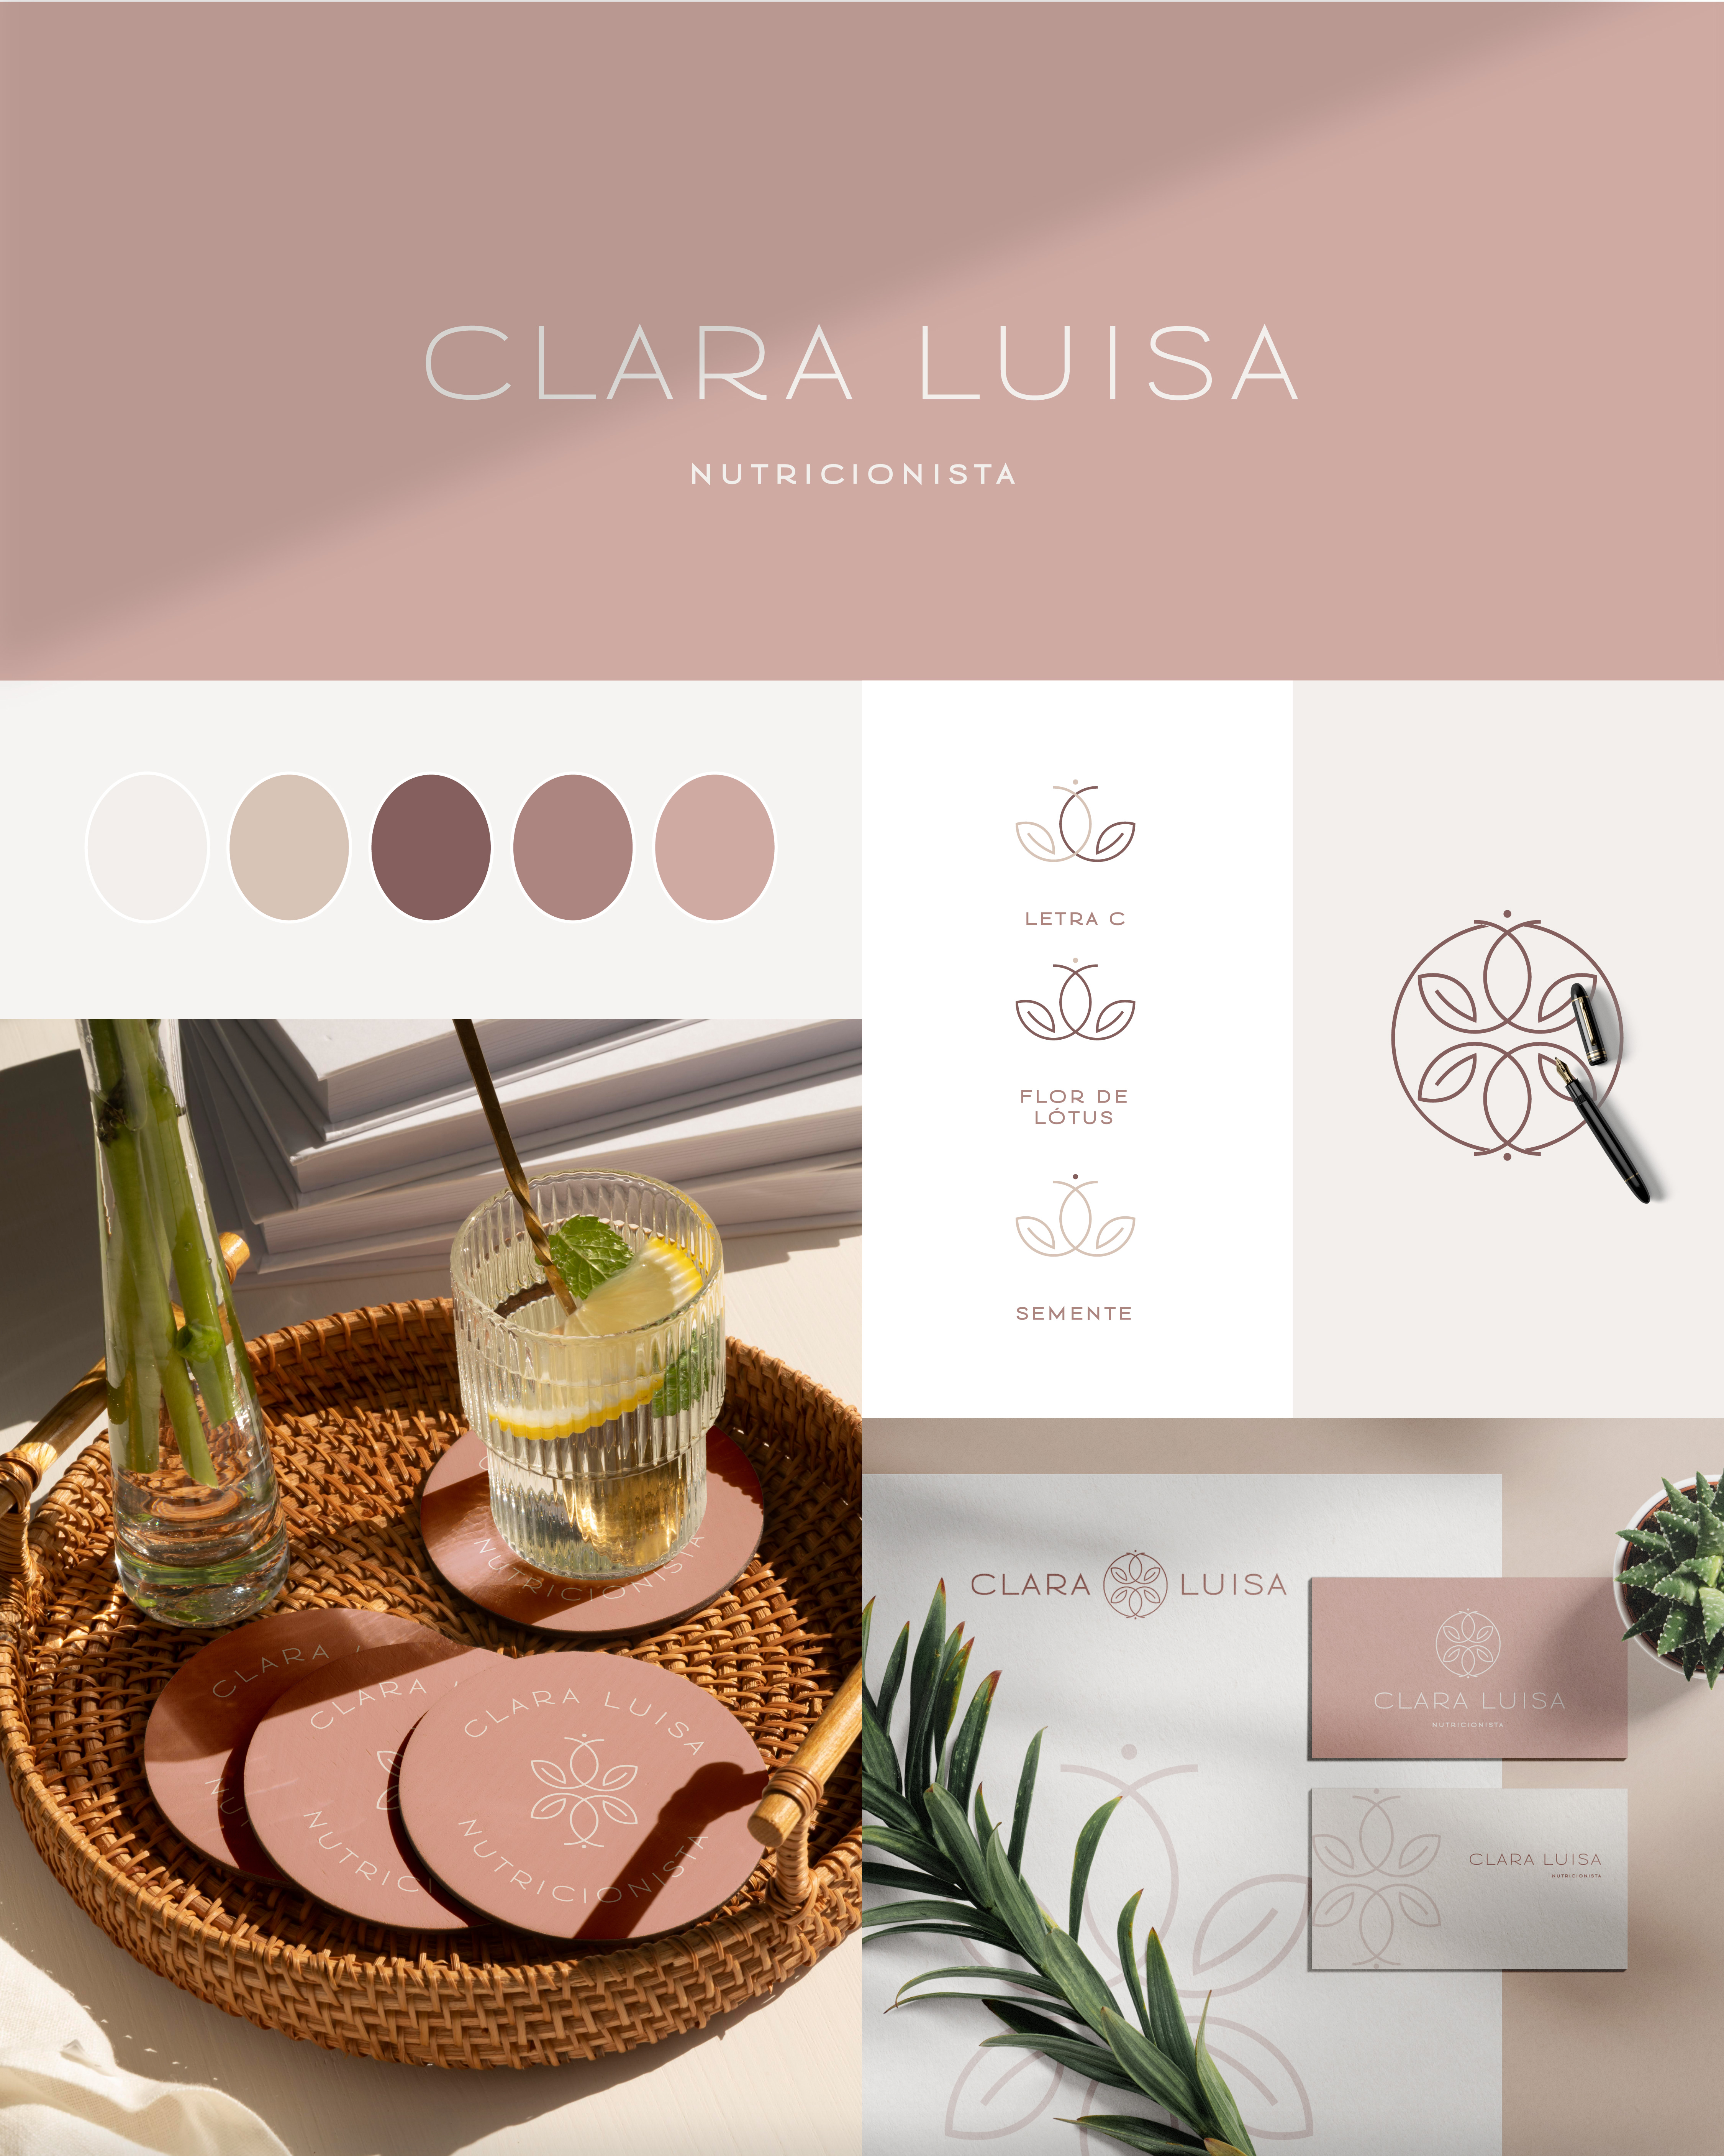 CLARA LUISA
NUTRICIONISTA
LETRA C
FLOR DE
LÓTUS
SEMENTE
NUTRICIONISTA
CLARA
CLARA
NUTRICI
CLARA LUISA
NUTRICIONISTA
CLARA LUISA
CLARA LUISA
NUTRICIONISTA
CLARA LUISA
NUTRICIONISTA